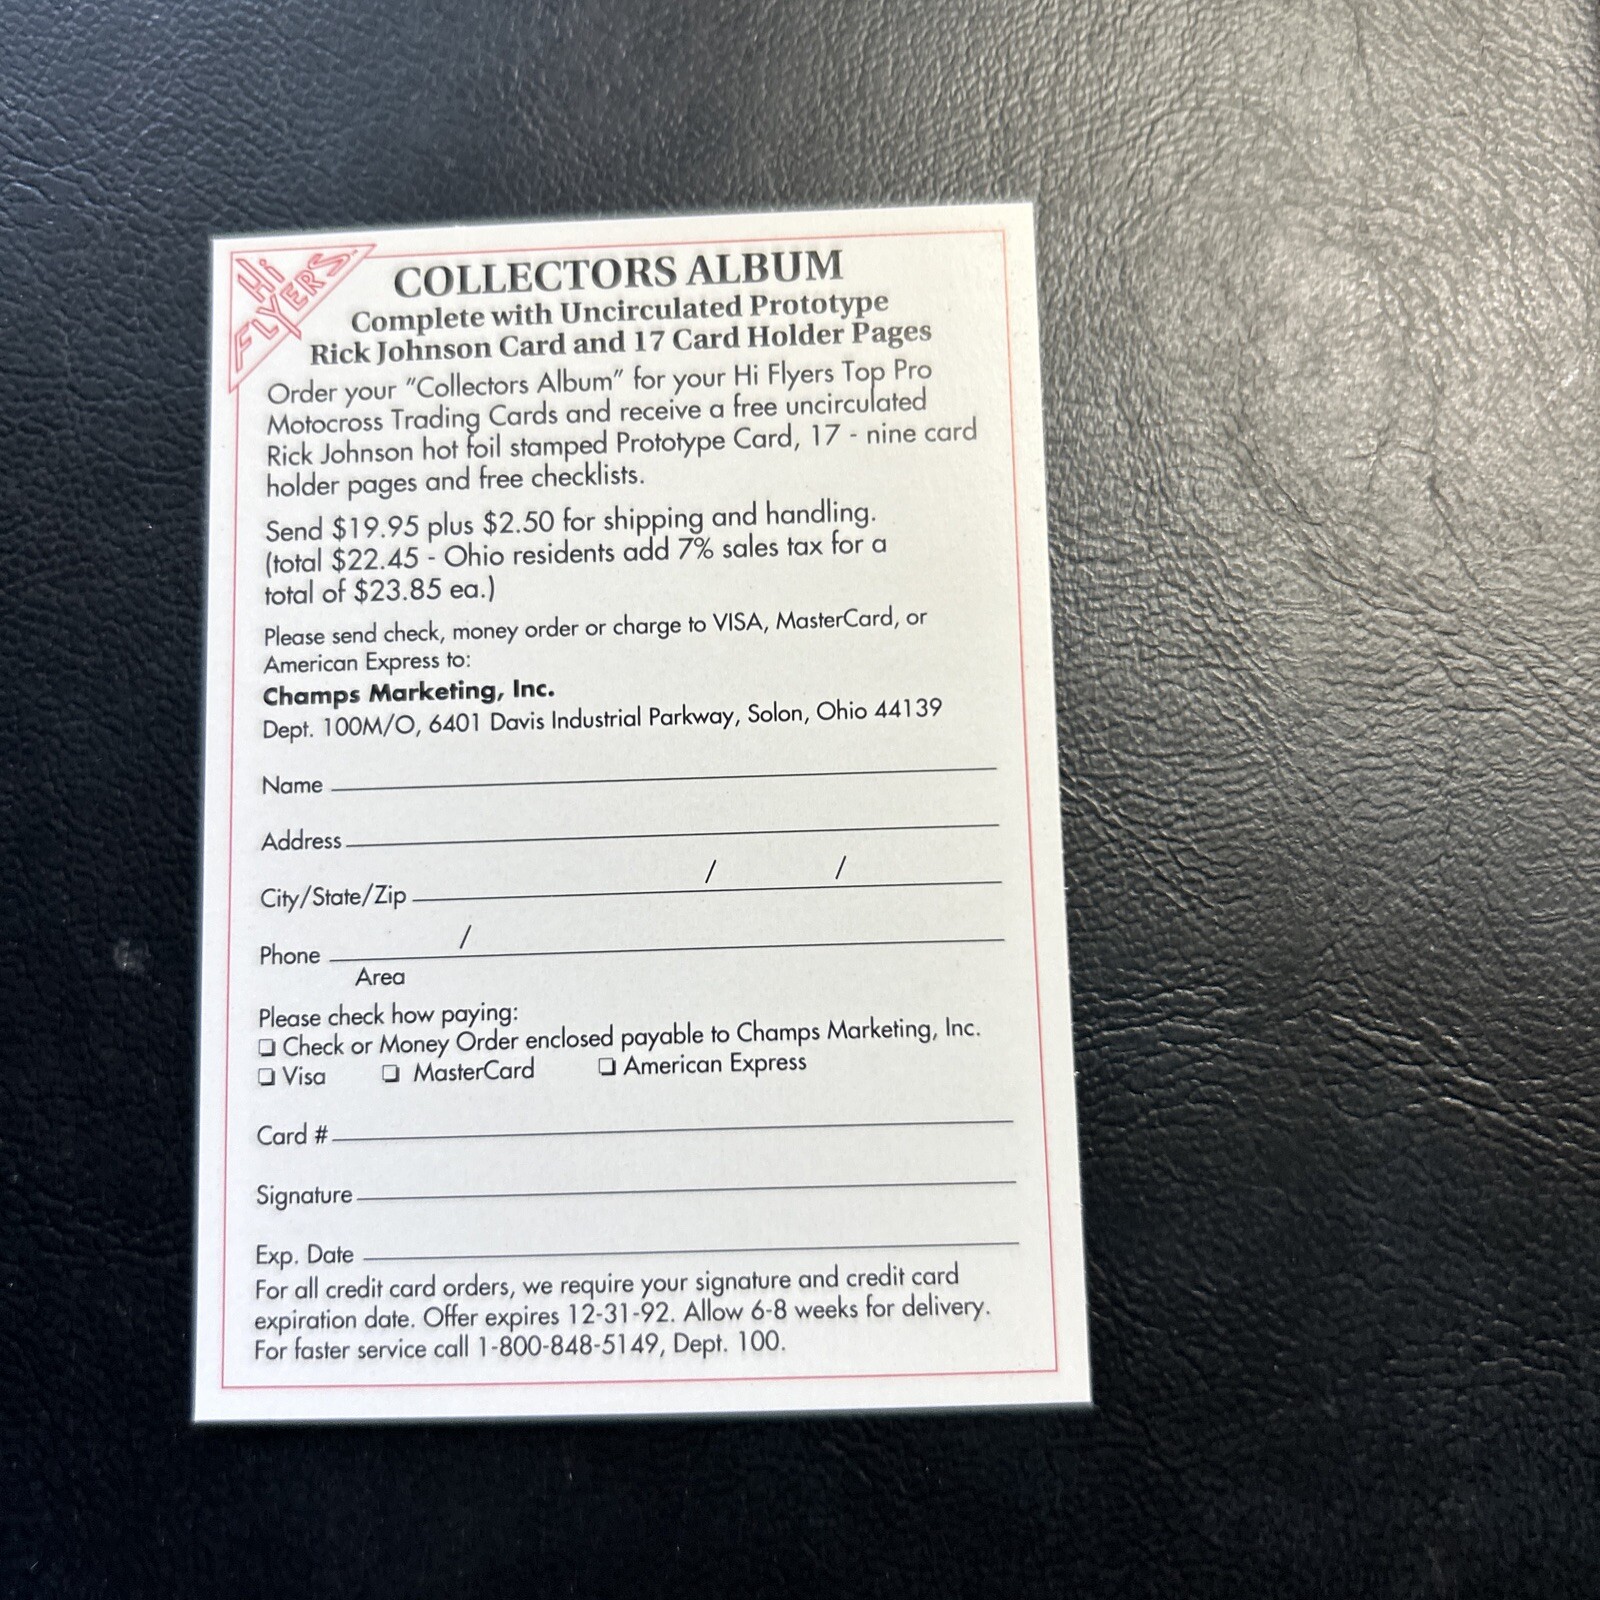 Hi
FLYERS
COLLECTORS ALBUM
Complete with Uncirculated Prototype
Rick Johnson Card and 17 Card Holder Pages
Order your "Collectors Album" for your Hi Flyers Top Pro
Motocross Trading Cards and receive a free uncirculated
Rick Johnson hot foil stamped Prototype Card, 17 - nine card
holder pages and free checklists.
Send $19.95 plus $2.50 for shipping and handling.
(total $22.45 - Ohio residents add 7% sales tax for a
total of $23.85 ea.)
Please send check, money order or charge to VISA, MasterCard, or
American Express to:
Champs Marketing, Inc.
Dept. 100M/O, 6401 Davis Industrial Parkway, Solon, Ohio 44139
Name
Address
/ /
City/State/Zip
/
Phone
Area
Please check how paying:
❏ Check or Money Order enclosed payable to Champs Marketing, Inc.
❏ Visa ❏ MasterCard ❏ American Express
Card #
Signature
Exp. Date
For all credit card orders, we require your signature and credit card
expiration date. Offer expires 12-31-92. Allow 6-8 weeks for delivery.
For faster service call 1-800-848-5149, Dept. 100.